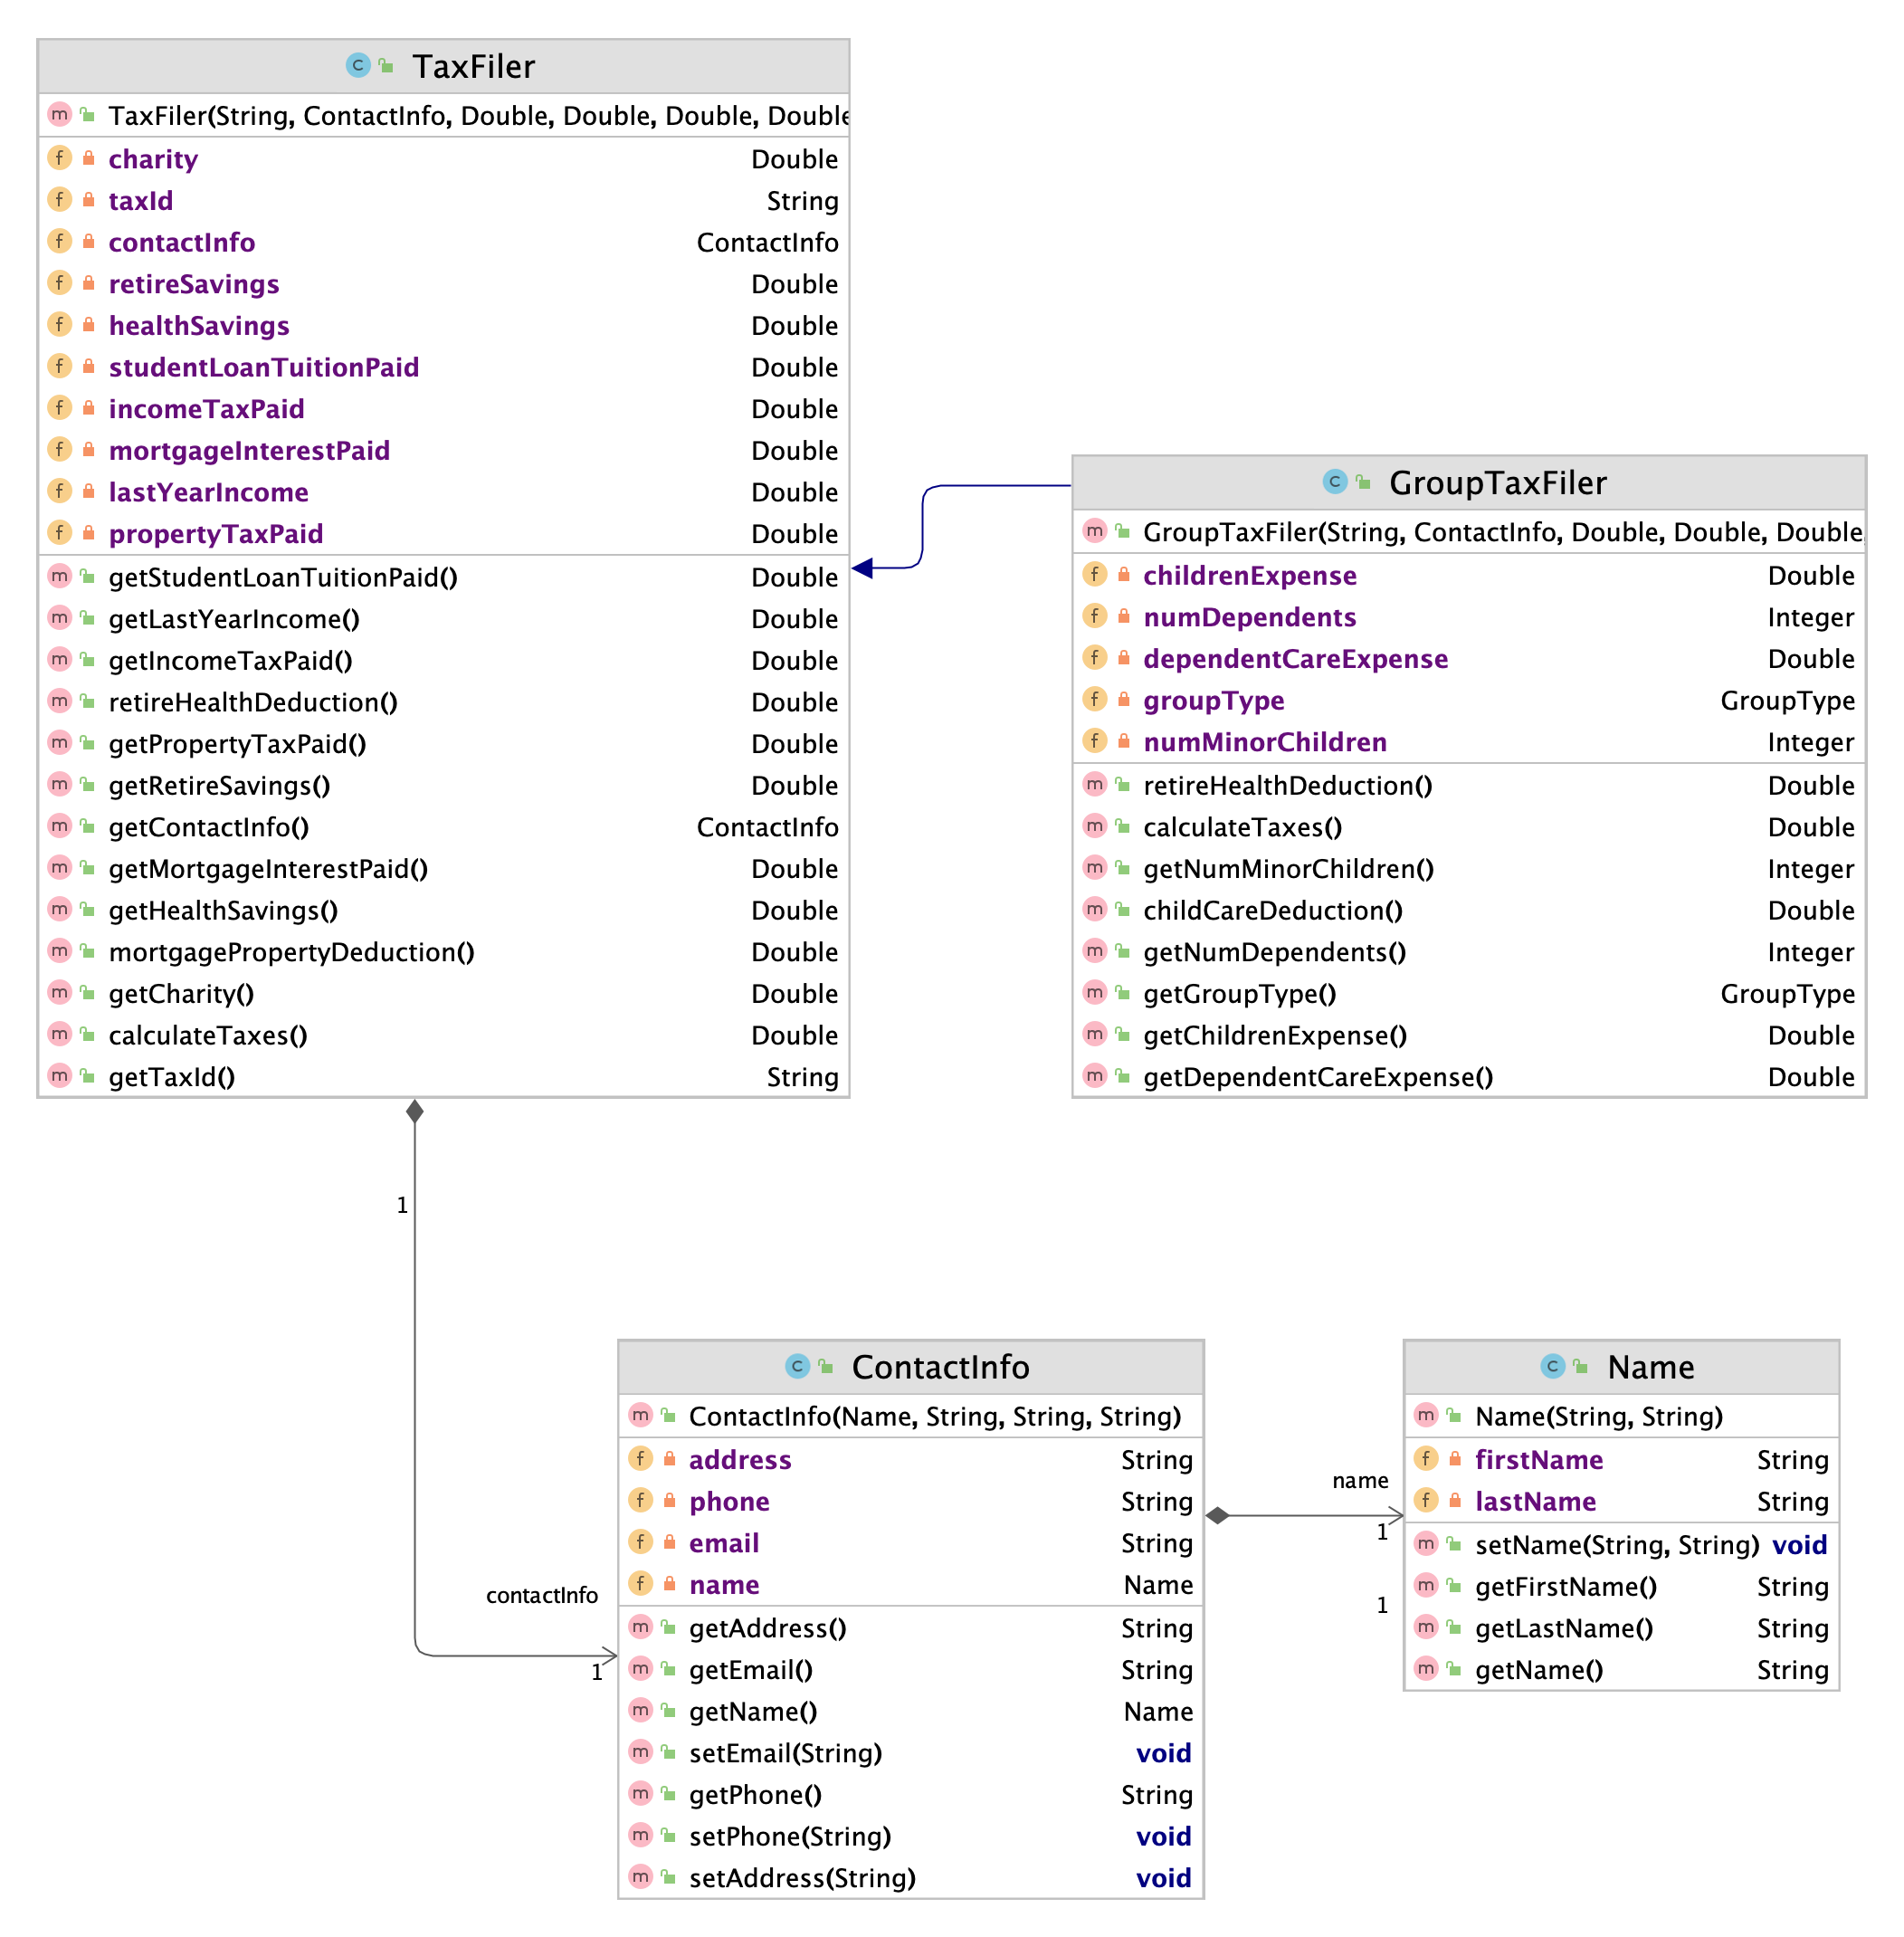 TaxFiler
TaxFiler(String, ContactInfo, Double, Double, Double, Double
charity Double
taxId String
contactInfo ContactInfo
retireSavings Double
healthSavings Double
studentLoanTuitionPaid Double
incomeTaxPaid Double
mortgageInterestPaid Double
lastYearIncome Double
propertyTaxPaid Double
getStudentLoanTuitionPaid() Double
getLastYearIncome() Double
getIncomeTaxPaid() Double
retireHealthDeduction() Double
getPropertyTaxPaid() Double
getRetireSavings() Double
getContactInfo() ContactInfo
getMortgageInterestPaid() Double
getHealthSavings() Double
mortgagePropertyDeduction() Double
getCharity() Double
calculateTaxes() Double
getTaxId() String
GroupTaxFiler
GroupTaxFiler(String, ContactInfo, Double, Double, Double,
childrenExpense Double
numDependents Integer
dependentCareExpense Double
groupType GroupType
numMinorChildren Integer
retireHealthDeduction() Double
calculateTaxes() Double
getNumMinorChildren() Integer
childCareDeduction() Double
getNumDependents() Integer
getGroupType() GroupType
getChildrenExpense() Double
getDependentCareExpense() Double
1
contactInfo
1
ContactInfo
ContactInfo(Name, String, String, String)
address String
phone String
email String
name Name
getAddress() String
getEmail() String
getName() Name
setEmail(String) void
getPhone() String
setPhone(String) void
setAddress(String) void
name
1
1
Name
Name(String, String)
firstName String
lastName String
setName(String, String) void
getFirstName() String
getLastName() String
getName() String